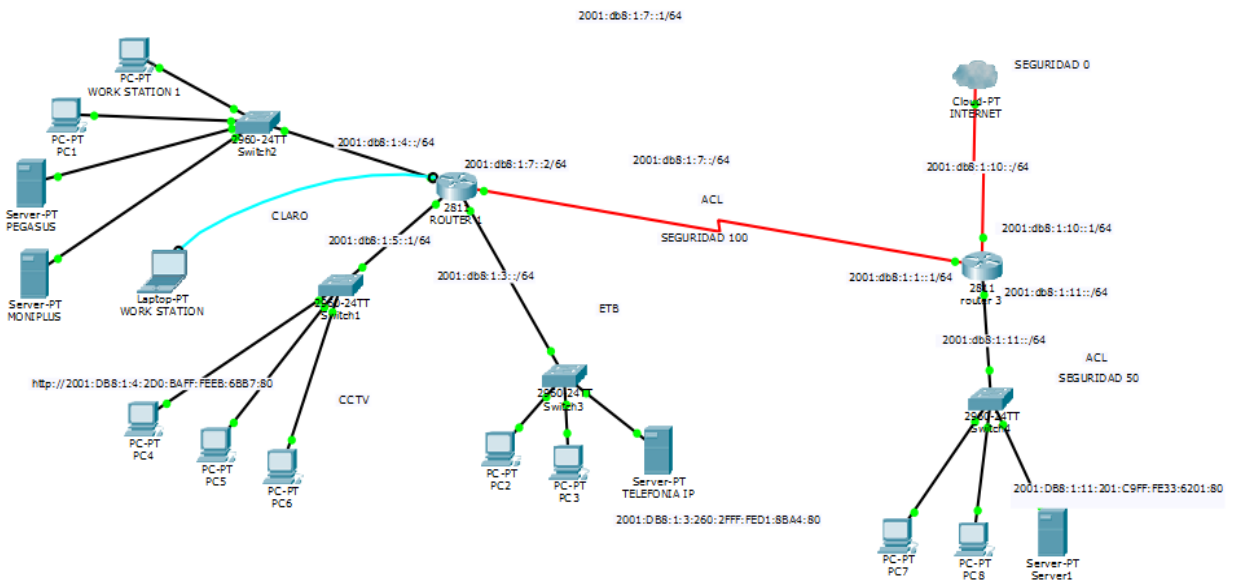 2001:db8:1:7::1/64
SEGURIDAD 0
PC-PT
WORK STATION 1
Cloud-PT
INTERNET
PC-PT
PC1
2960-24TT
Switch2
2001:db8:1:4::/64
2001:db8:1:7::2/64
2001:db8:1:7::/64
2001:db8:1:10::/64
Server-PT
PEGASUS
CLARO
2811
ROUTER 1
ACL
SEGURIDAD 100
2001:db8:1:10::1/64
2001:db8:1:5::1/64
2001:db8:1:3::/64
2001:db8:1:1::1/64
2811
router 3
2001:db8:1:11::/64
Server-PT
MONIPLUS
Laptop-PT
WORK STATION
2960-24TT
Switch1
ETB
2001:db8:1:11::/64
ACL
SEGURIDAD 50
http://2001:DB8:1:4:2D0:BAFF:FEEB:6BB7:80
CCTV
2960-24TT
Switch3
2960-24TT
Switch4
PC-PT
PC4
PC-PT
PC5
PC-PT
PC6
PC-PT
PC2
PC-PT
PC3
Server-PT
TELEFONIA IP
2001:DB8:1:3:260:2FFF:FED1:8BA4:80
2001:DB8:1:11:201:C9FF:FE33:6201:80
PC-PT
PC7
PC-PT
PC8
Server-PT
Server1